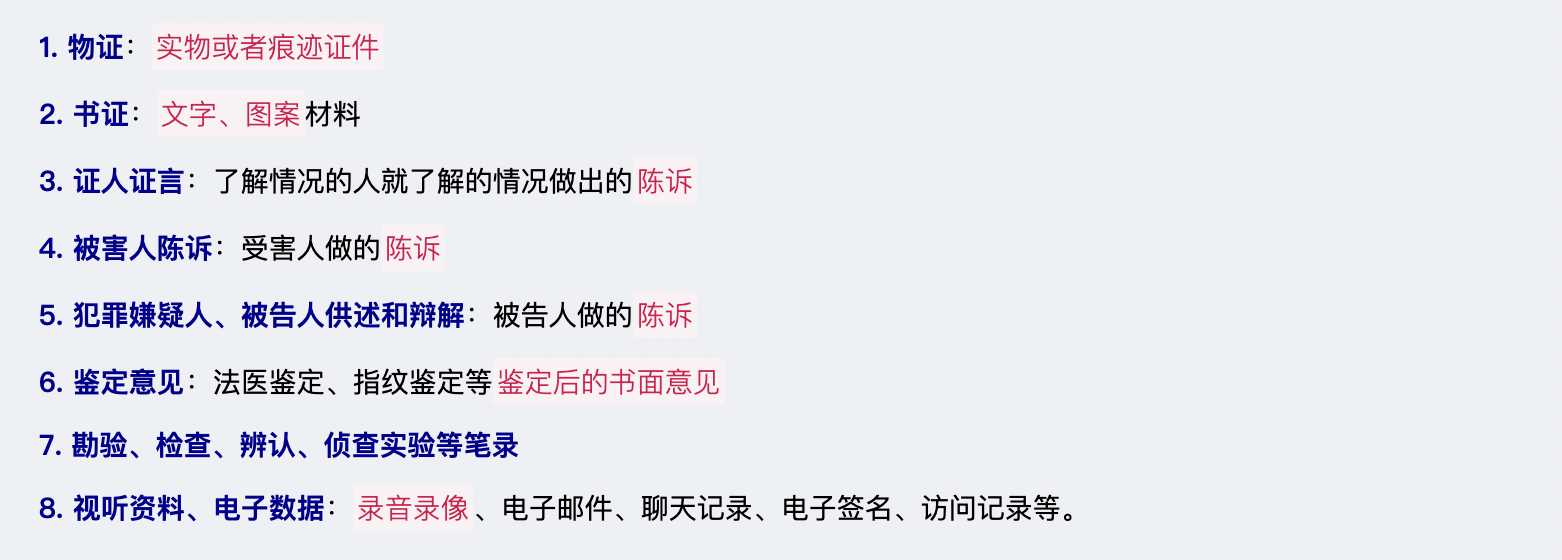 1. 物证：实物或者痕迹证件
2. 书证：文字、图案材料
3. 证人证言：了解情况的人就了解的情况做出的陈诉
4. 被害人陈诉：受害人做的陈诉
5. 犯罪嫌疑人、被告人供述和辩解：被告人做的陈诉
6. 鉴定意见：法医鉴定、指纹鉴定等鉴定后的书面意见
7. 勘验、检查、辨认、侦查实验等笔录
8. 视听资料、电子数据：录音录像、电子邮件、聊天记录、电子签名、访问记录等。